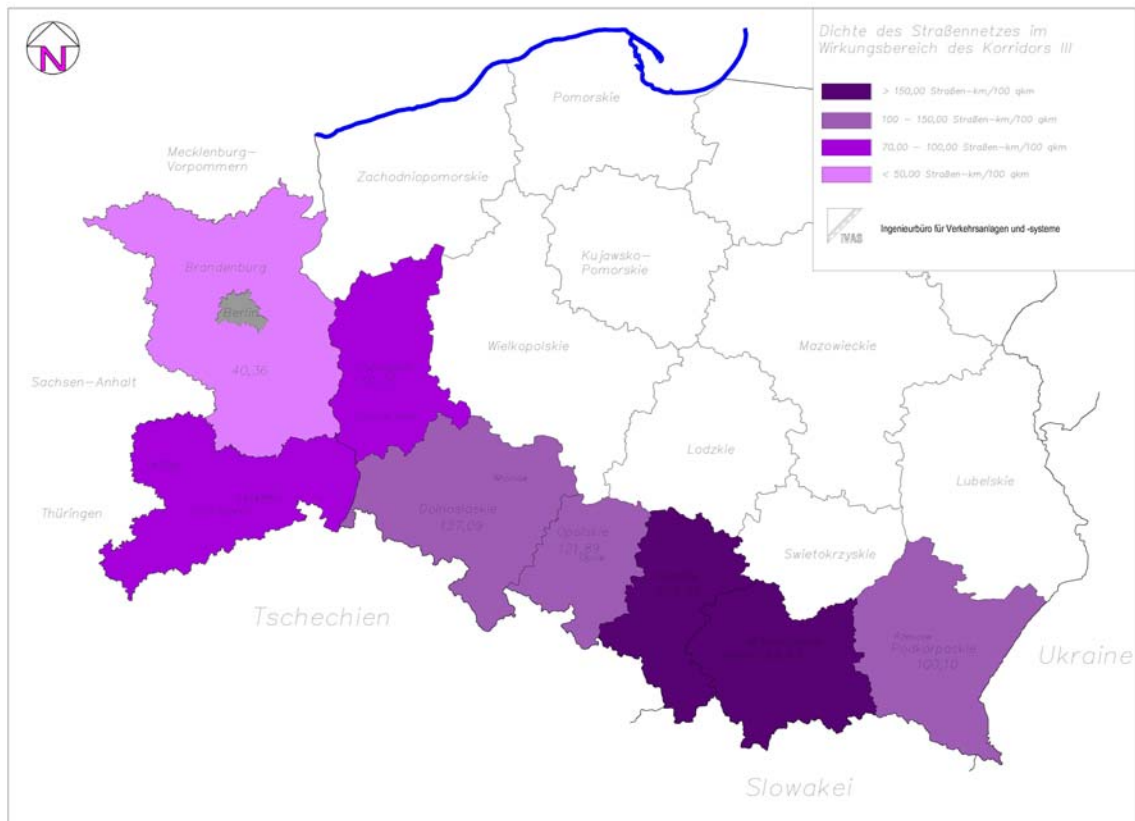 N
Dichte des Straßennetzes im
Wirkungsbereich des Korridors III
> 150,00 Straßen-km/100 qkm
100 - 150,00 Straßen-km/100 qkm
70,00 - 100,00 Straßen-km/100 qkm
< 50,00 Straßen-km/100 qkm
IVAS
Ingenieurbüro für Verkehrsanlagen und -systeme
Pomorskie
Mecklenburg-
Vorpommern
Zachodniopomorskie
Kujawsko-
Pomorskie
Brandenburg
Berlin
40,36
Wielkopolskie
Mazowieckie
Sachsen-Anhalt
Lodzkie
Lubelskie
Thüringen
Dolnoslaskie
Opolskie
121,89
Opole
Swietokrzyskie
Tschechien
Podkarpackie
100,10
Ukraine
Slowakei